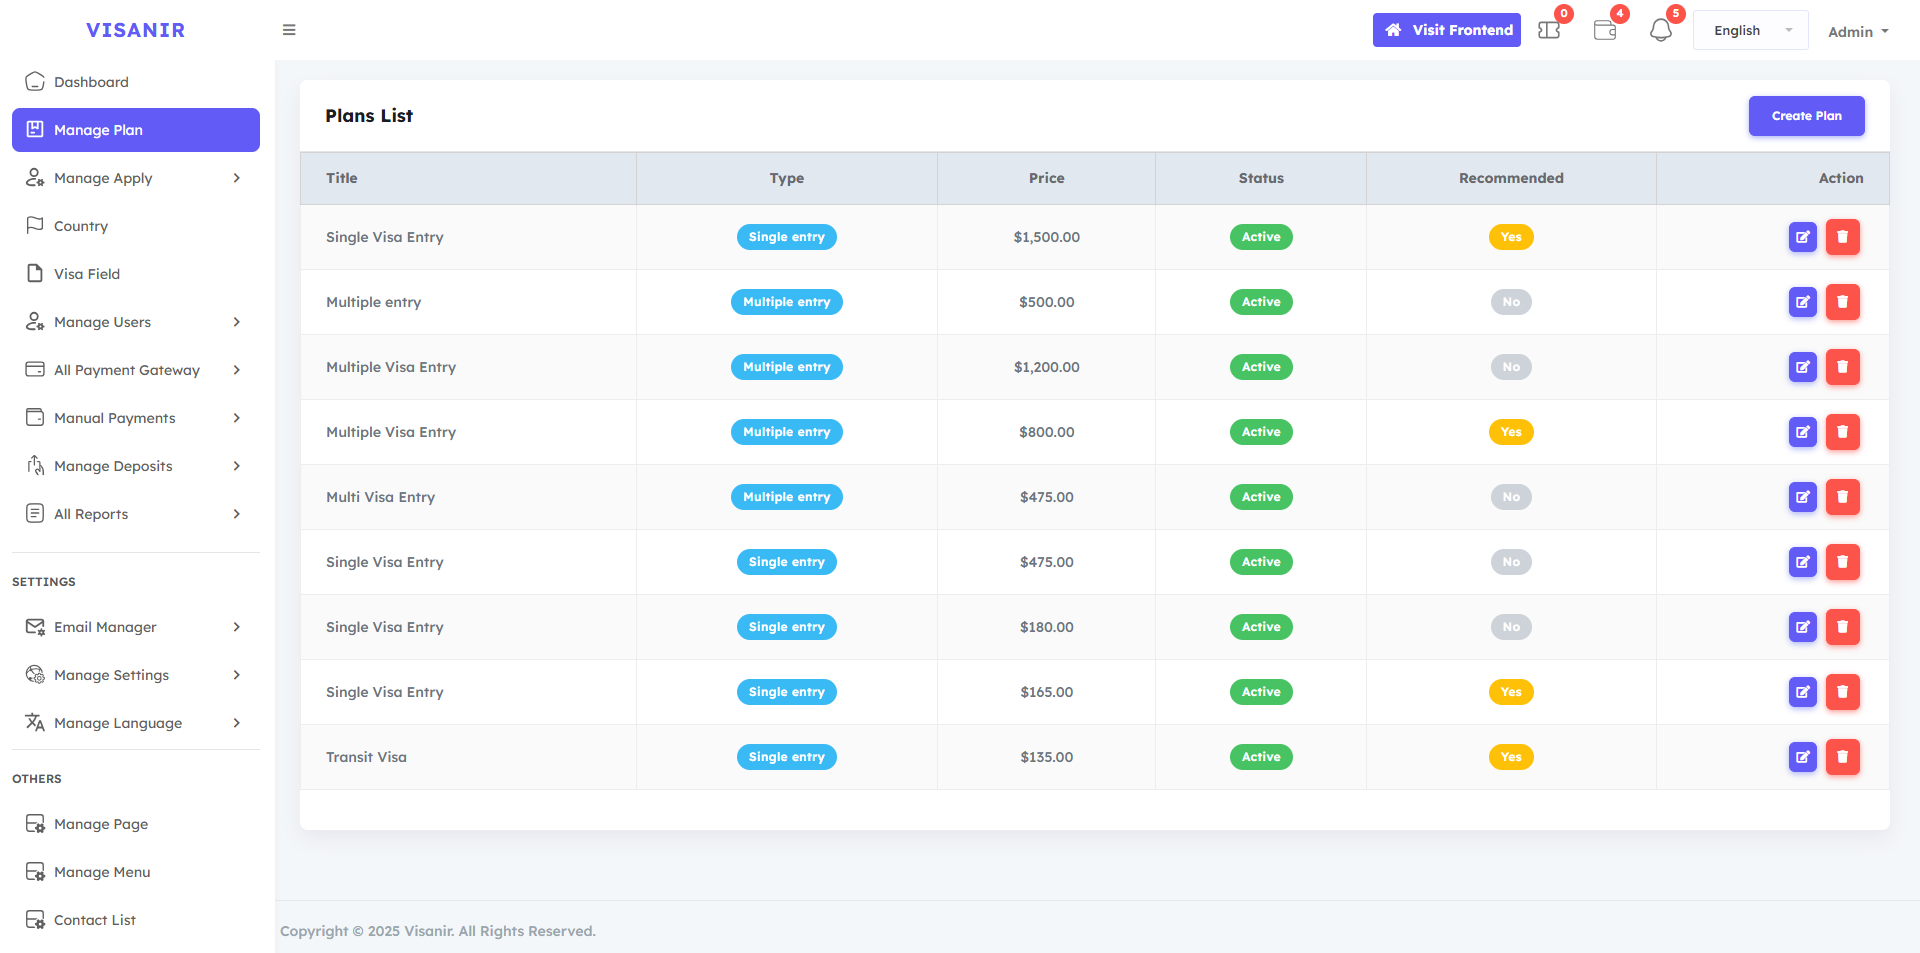 VISANIR
Visit Frontend
0
4
5
English
Admin
Dashboard
Manage Plan
Manage Apply
Country
Visa Field
Manage Users
All Payment Gateway
Manual Payments
Manage Deposits
All Reports
SETTINGS
Email Manager
Manage Settings
Manage Language
OTHERS
Manage Page
Manage Menu
Contact List
Plans List
Create Plan
Title Type Price Status Recommended Action
Single Visa Entry Single entry $1,500.00 Active Yes
Multiple entry Multiple entry $500.00 Active No
Multiple Visa Entry Multiple entry $1,200.00 Active No
Multiple Visa Entry Multiple entry $800.00 Active Yes
Multi Visa Entry Multiple entry $475.00 Active No
Single Visa Entry Single entry $475.00 Active No
Single Visa Entry Single entry $180.00 Active No
Single Visa Entry Single entry $165.00 Active Yes
Transit Visa Single entry $135.00 Active Yes
Copyright © 2025 Visanir. All Rights Reserved.